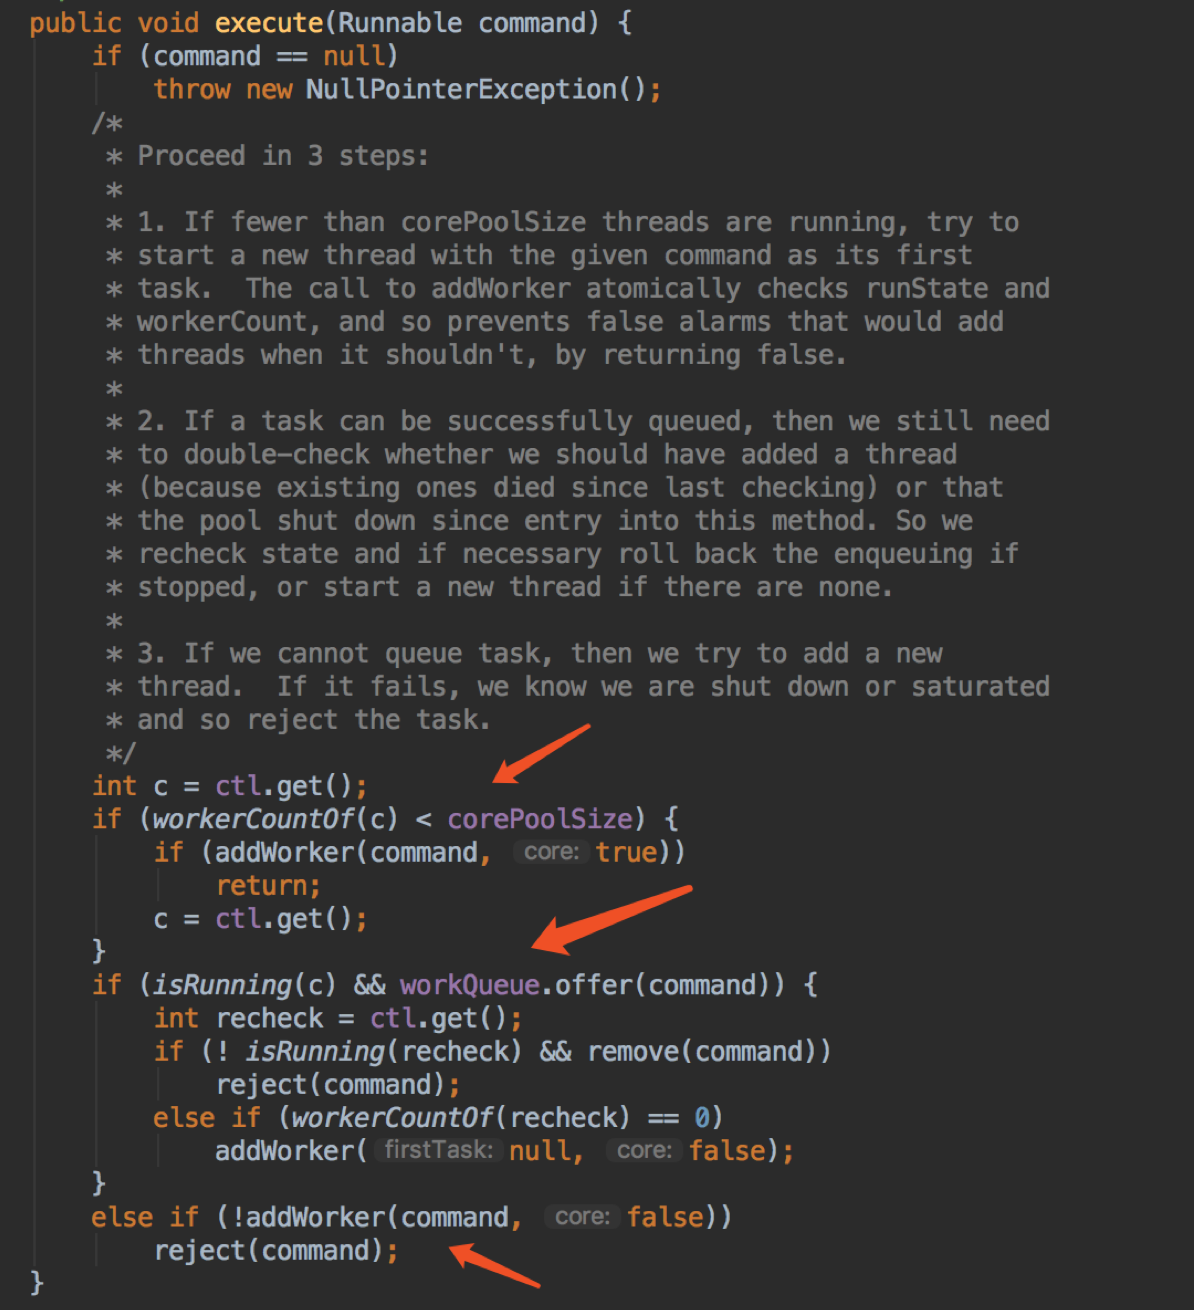 public void execute(Runnable command) {
if (command == null)
throw new NullPointerException();
/*
* Proceed in 3 steps:
*
* 1. If fewer than corePoolSize threads are running, try to
* start a new thread with the given command as its first
* task.  The call to addWorker atomically checks runState and
* workerCount, and so prevents false alarms that would add
* threads when it shouldn't, by returning false.
*
* 2. If a task can be successfully queued, then we still need
* to double-check whether we should have added a thread
* (because existing ones died since last checking) or that
* the pool shut down since entry into this method. So we
* recheck state and if necessary roll back the enqueuing if
* stopped, or start a new thread if there are none.
*
* 3. If we cannot queue task, then we try to add a new
* thread.  If it fails, we know we are shut down or saturated
* and so reject the task.
*/
int c = ctl.get();
if (workerCountOf(c) < corePoolSize) {
if (addWorker(command, core: true))
return;
c = ctl.get();
}
if (isRunning(c) && workQueue.offer(command)) {
int recheck = ctl.get();
if (! isRunning(recheck) && remove(command))
reject(command);
else if (workerCountOf(recheck) == 0)
addWorker( firstTask: null, core: false);
}
else if (!addWorker(command, core: false))
reject(command);
}